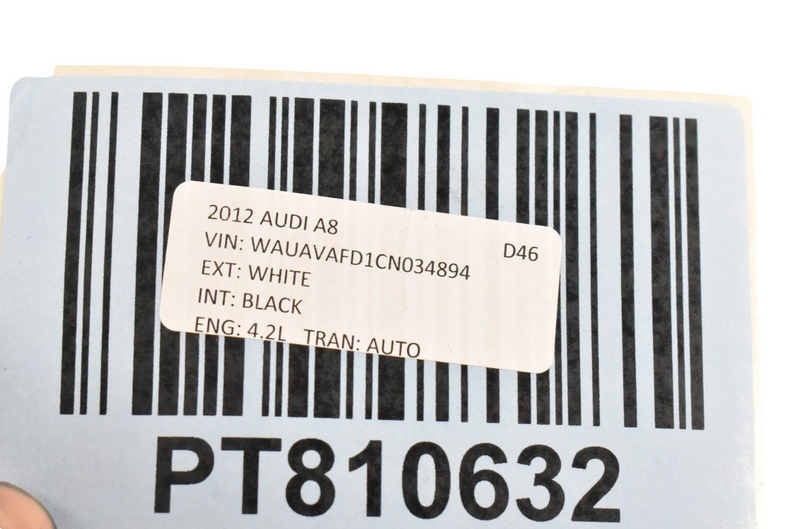 2012 AUDI A8
D46
VIN: WAUAVAFD1CN034894
EXT: WHITE
INT: BLACK
ENG: 4.2L TRAN: AUTO
PT810632